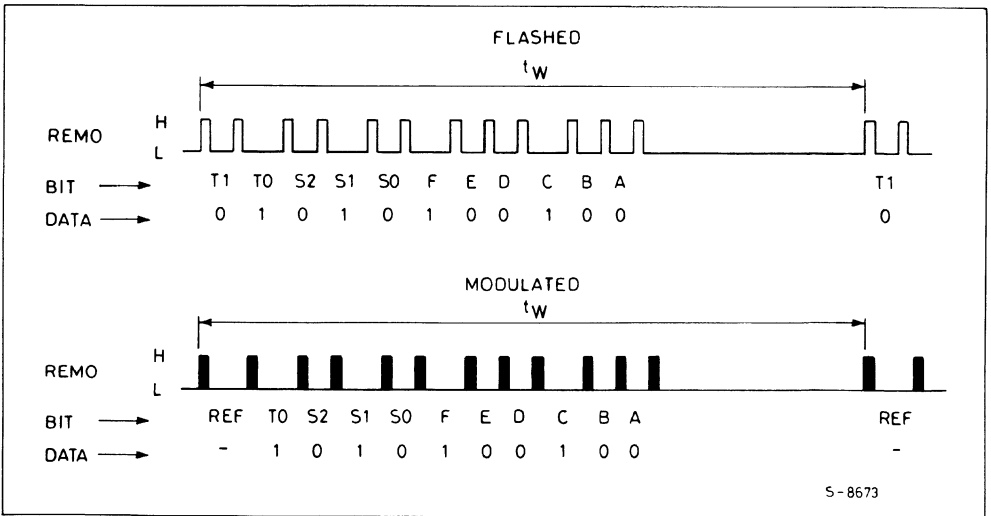 FLASHED
tW
REMO H
L
BIT → T1 T0 S2 S1 S0 F E D C B A T1
DATA → 0 1 0 1 0 1 0 0 1 0 0 0
MODULATED
tW
REMO H
L
BIT → REF T0 S2 S1 S0 F E D C B A REF
DATA → - 1 0 1 0 1 0 0 1 0 0 -
S-8673